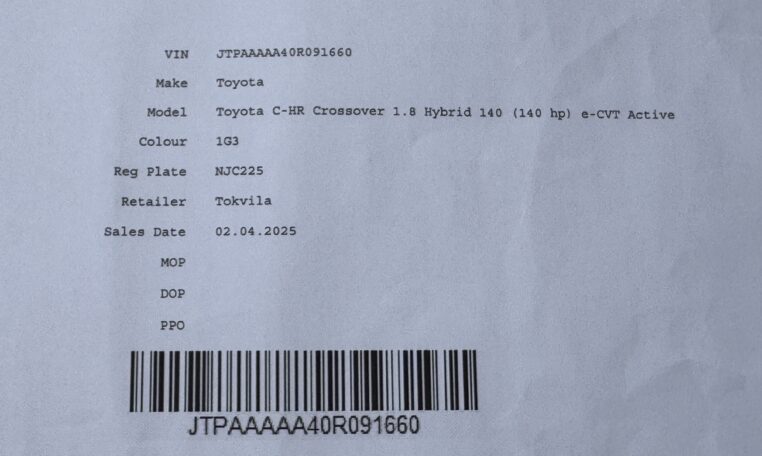 VIN JTPAAAAA40R091660
Make Toyota
Model Toyota C-HR Crossover 1.8 Hybrid 140 (140 hp) e-CVT Active
Colour 1G3
Reg Plate NJC225
Retailer Tokvila
Sales Date 02.04.2025
MOP
DOP
PPO
JTPAAAAA40R091660